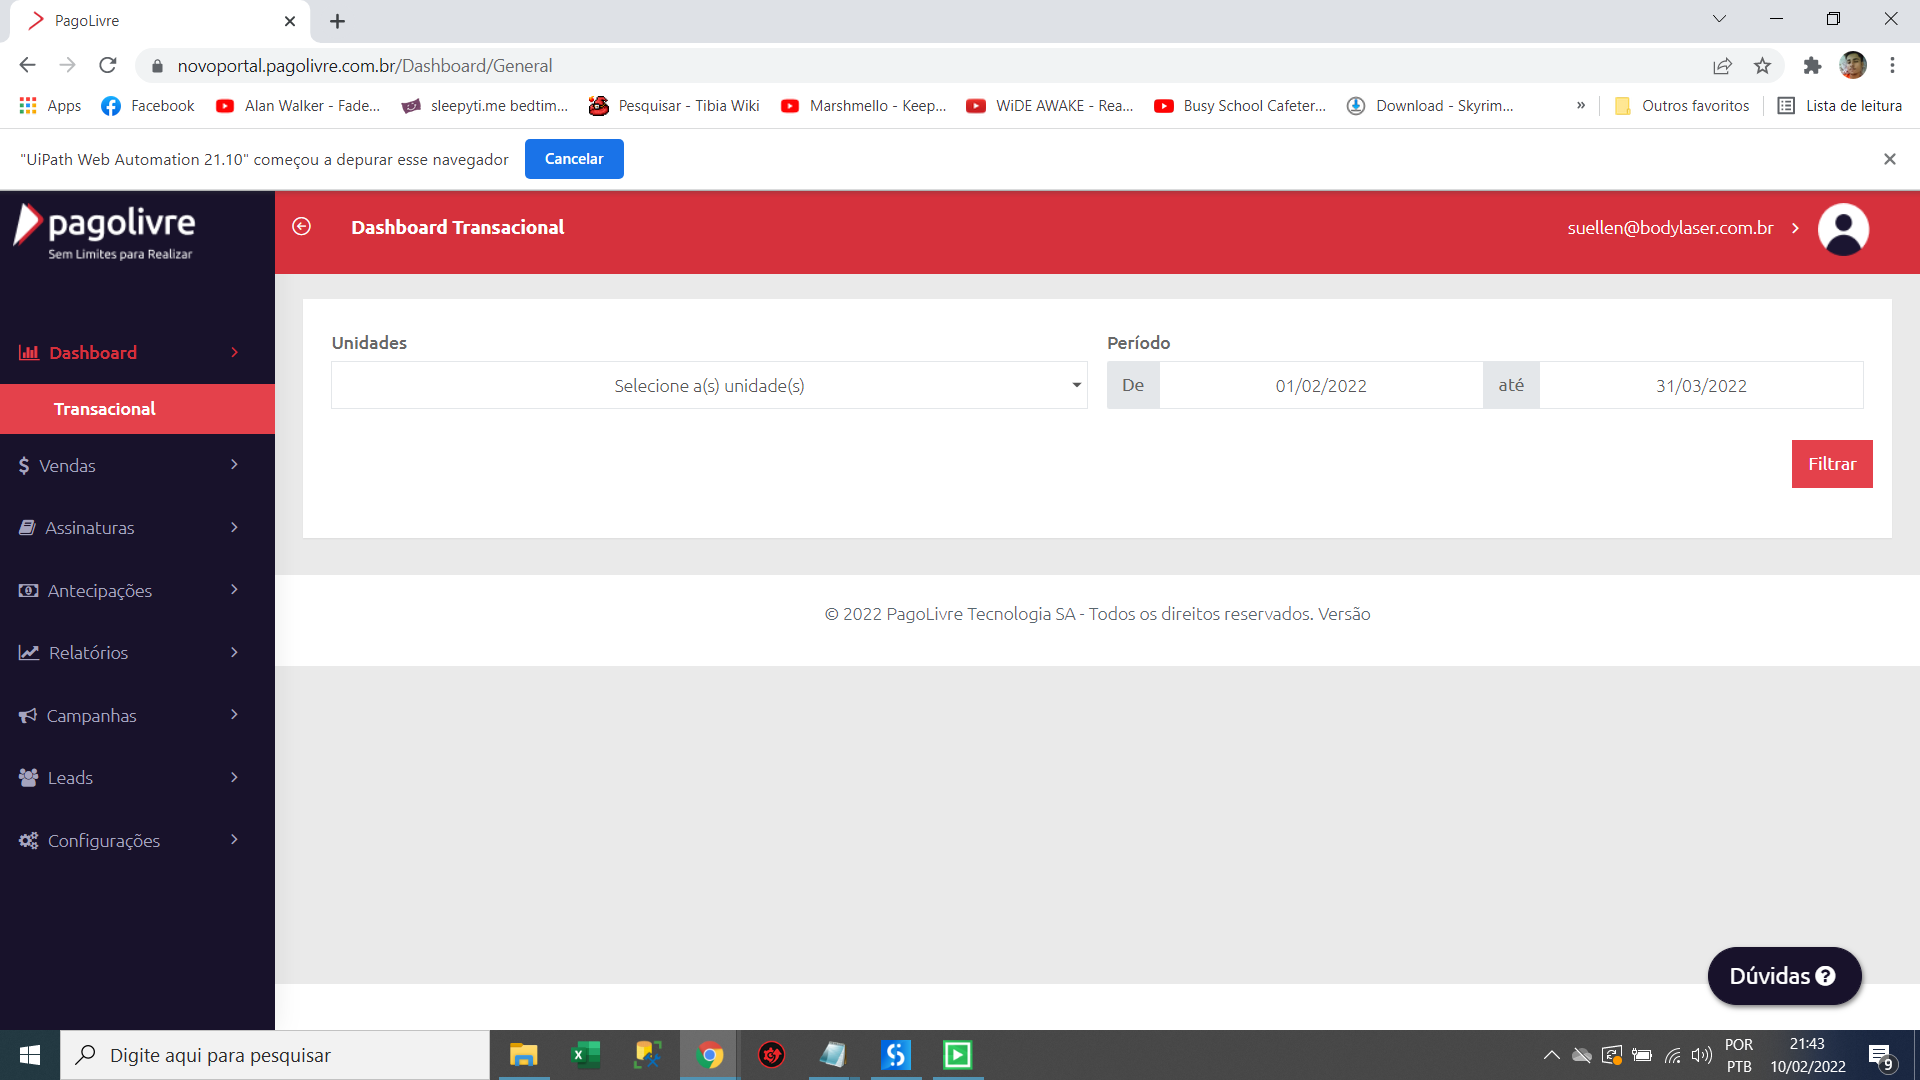 PagoLivre
novoportal.pagolivre.com.br/Dashboard/General
Apps
Facebook
Alan Walker - Fade...
sleepyti.me bedtim...
Pesquisar - Tibia Wiki
Marshmello - Keep...
WiDE AWAKE - Rea...
Busy School Cafeter...
Download - Skyrim...
»
Outros favoritos
Lista de leitura
"UiPath Web Automation 21.10" começou a depurar esse navegador
Cancelar
pagolivre
Sem Limites para Realizar
Dashboard Transacional
suellen@bodylaser.com.br
Dashboard
Transacional
Vendas
Assinaturas
Antecipações
Relatórios
Campanhas
Leads
Configurações
Unidades
Selecione a(s) unidade(s)
Período
De
01/02/2022
até
31/03/2022
Filtrar
© 2022 PagoLivre Tecnologia SA - Todos os direitos reservados. Versão
Dúvidas ?
Digite aqui para pesquisar
POR
PTB
21:43
10/02/2022
9